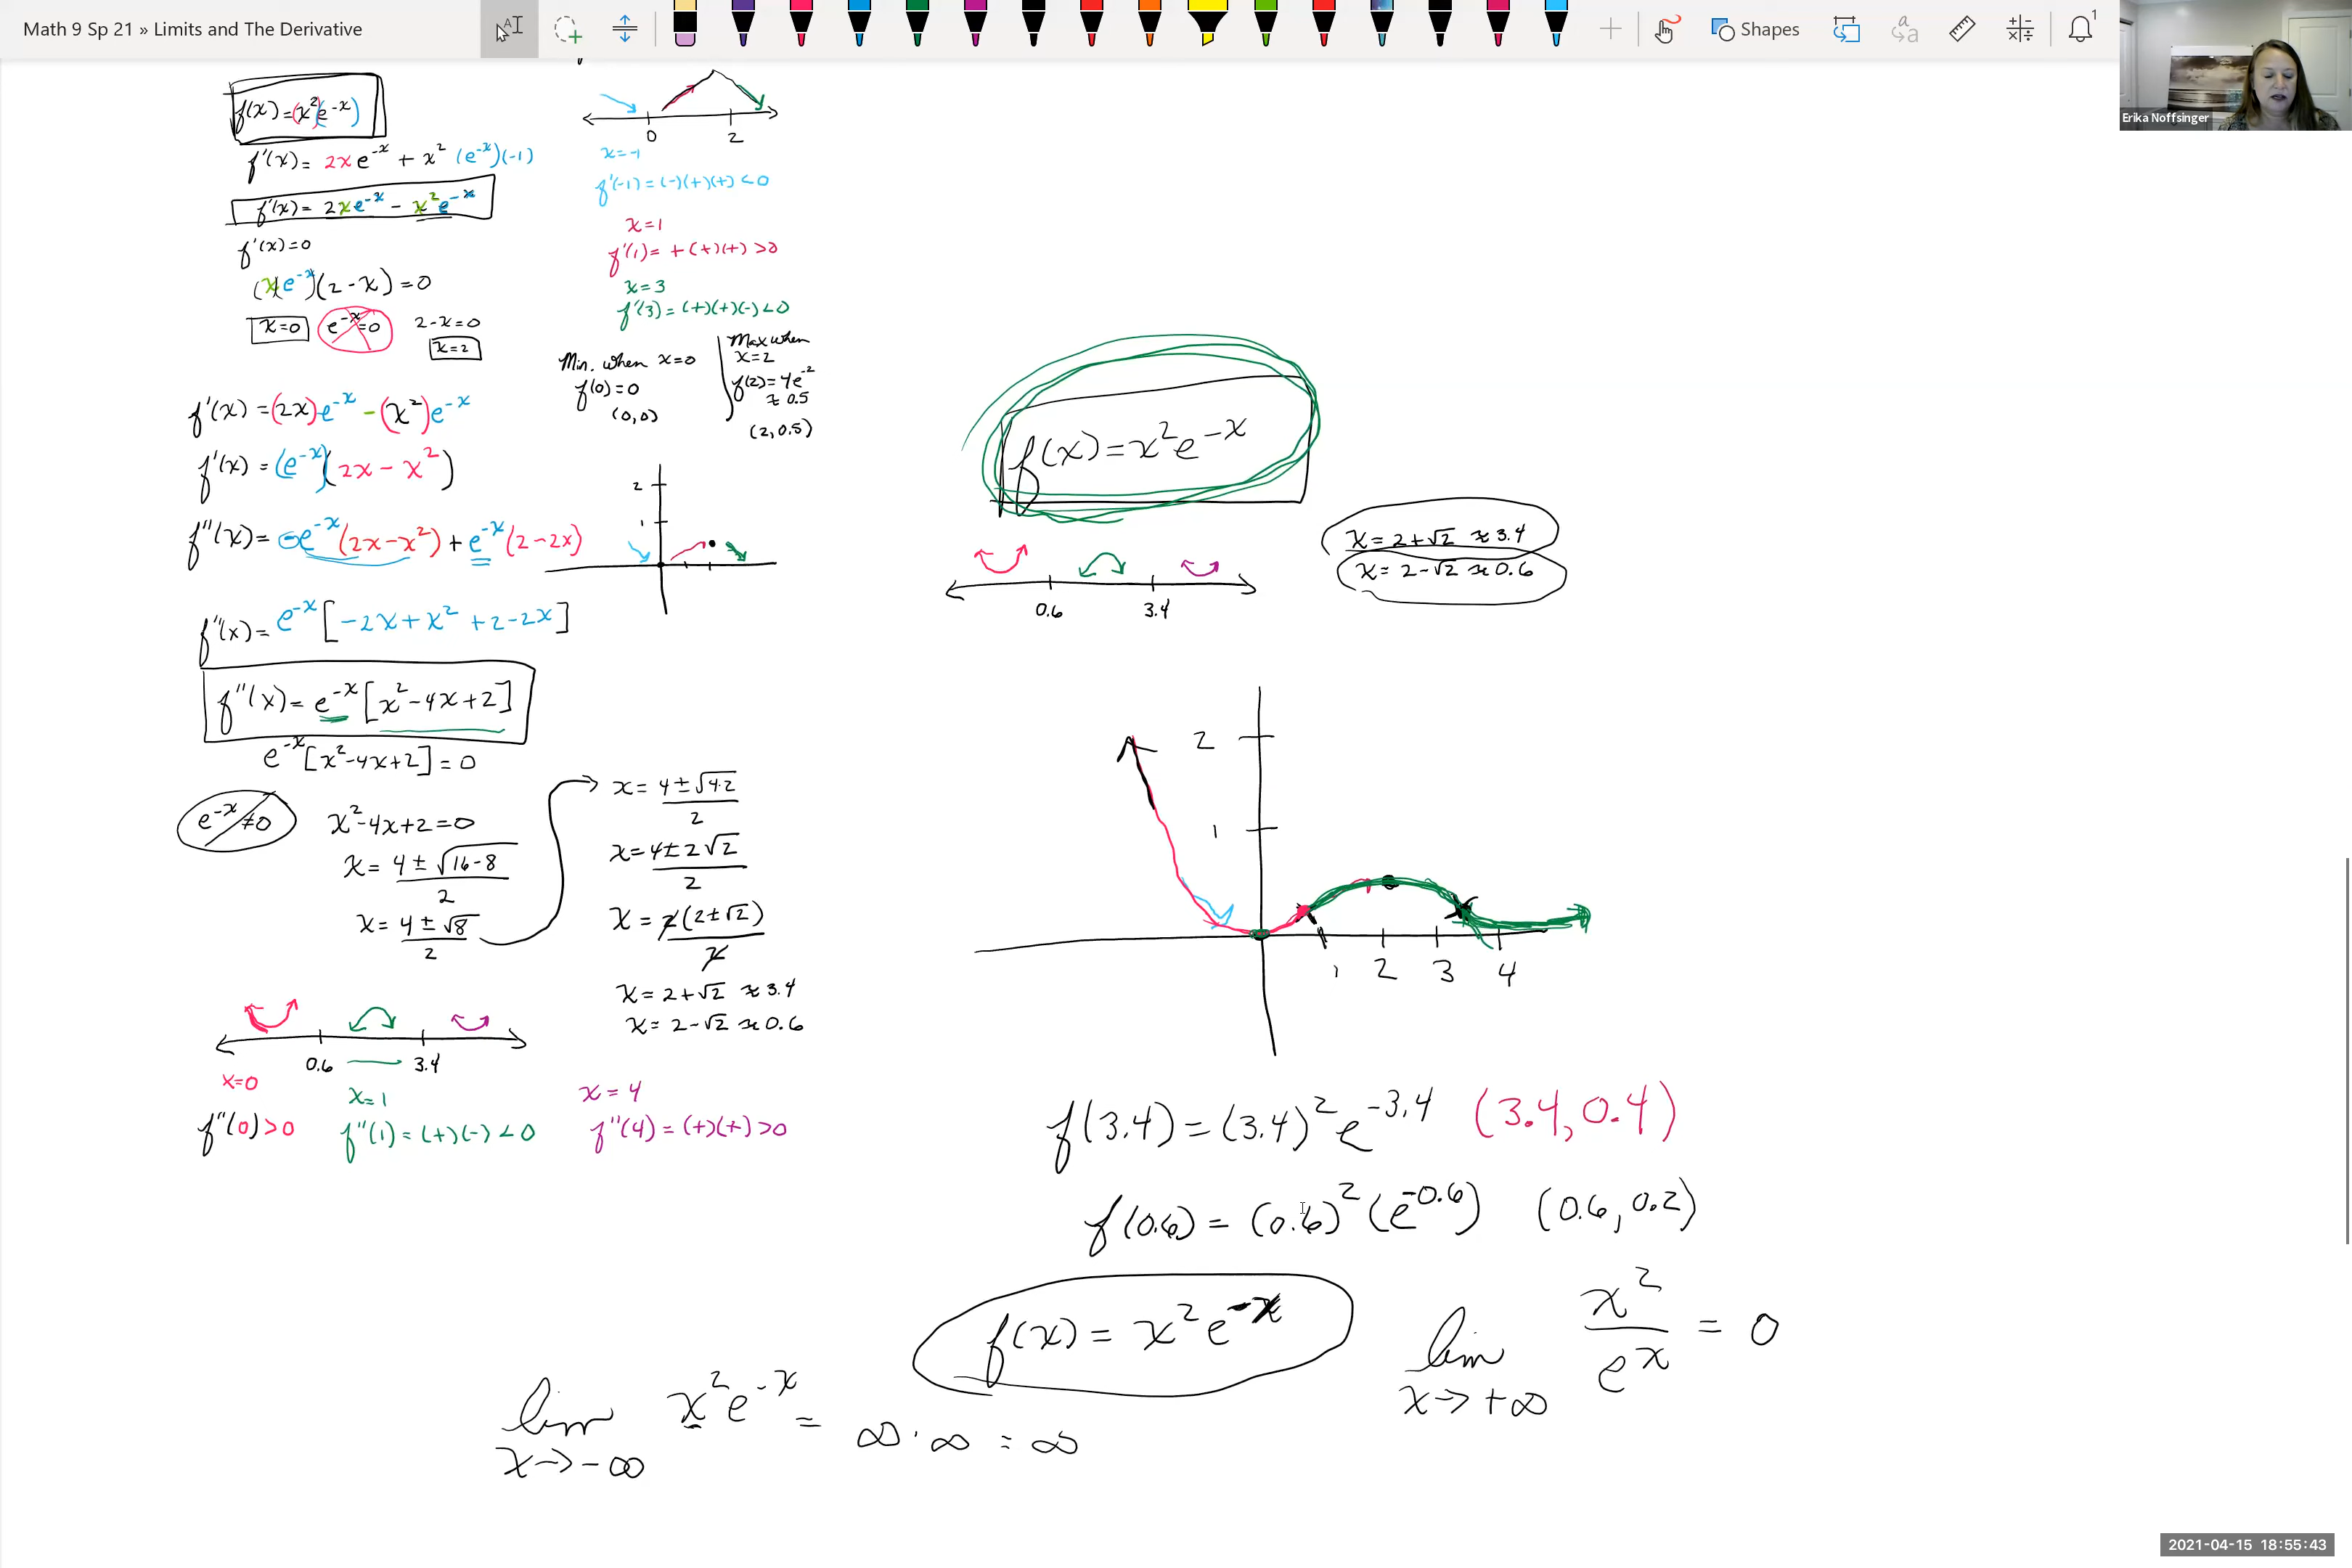 Math 9 Sp 21 » Limits and The Derivative
Shapes
1
Erika Noffsinger
f(x) = (x²)(e^-x)
f'(x) = 2x e^-x + x² (e^-x)(-1)
f'(x) = 2xe^-x - x²e^-x
f'(x) = 0
(xe^-x)(2-x) = 0
x=0 e^-x=0 2-x=0
x=2
0 2
x=-1
f'(-1) = (-)(+)(+) <0
x=1
f'(1) = +(+)(+) >0
x=3
f'(3) = (+)(+)(-) <0
Min. when x=0
f(0)=0
(0,0)
Max when
x=2
f(2)=4e^-2
≈ 0.5
(2,0.5)
f'(x) = (2x)e^-x - (x²)e^-x
f'(x) = (e^-x)(2x - x²)
f''(x) = -e^-x(2x-x²) + e^-x(2-2x)
f''(x) = e^-x[-2x+x²+2-2x]
f''(x) = e^-x[x²-4x+2]
e^-x[x²-4x+2] = 0
2
1
e^-x≠0
x²-4x+2=0
x = (4±√(16-8))/2
x = (4±√8)/2
x = (4±√(4·2))/2
x = (4±2√2)/2
x = 2(2±√2)/2
x = 2+√2 ≈ 3.4
x = 2-√2 ≈ 0.6
0.6 3.4
x=0
f''(0)>0
x=1
f''(1) = (+)(-) <0
x=4
f''(4) = (+)(+) >0
f(x) = x²e^-x
x = 2+√2 ≈ 3.4
x = 2-√2 ≈ 0.6
0.6 3.4
2
1
1 2 3 4
f(3.4) = (3.4)²e^-3.4 (3.4, 0.4)
f(0.6) = (0.6)²(e^-0.6) (0.6, 0.2)
f(x) = x²e^-x
lim x→+∞ x²/e^x = 0
lim x→-∞ x²e^-x = ∞·∞ = ∞
2021-04-15 18:55:43